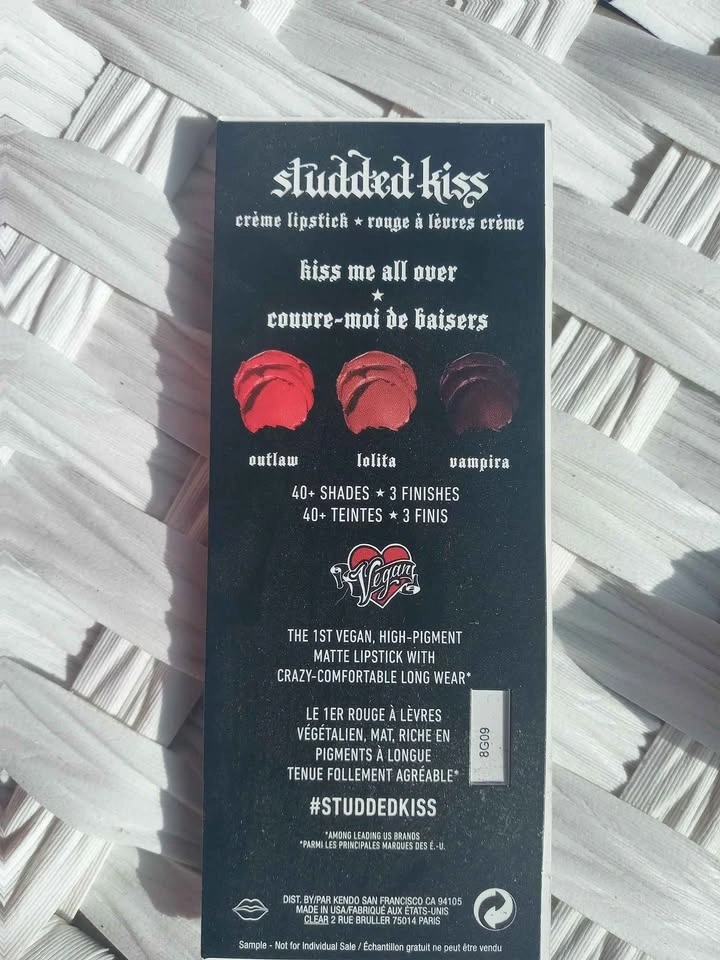 studded kiss
crème lipstick ★ rouge à lèvres crème
kiss me all over
★
couvre-moi de baisers
outlaw lolita vampira
40+ SHADES ★ 3 FINISHES
40+ TEINTES ★ 3 FINIS
Vegan
THE 1ST VEGAN, HIGH-PIGMENT
MATTE LIPSTICK WITH
CRAZY-COMFORTABLE LONG WEAR*
LE 1ER ROUGE À LÈVRES
VÉGÉTALIEN, MAT, RICHE EN
PIGMENTS À LONGUE
TENUE FOLLEMENT AGRÉABLE*
8G09
#STUDDEDKISS
*AMONG LEADING US BRANDS
*PARMI LES PRINCIPALES MARQUES DES É.-U.
DIST. BY/PAR KENDO SAN FRANCISCO CA 94105
MADE IN USA/FABRIQUÉ AUX ÉTATS-UNIS
CLEAR 2 RUE BRULLER 75014 PARIS
Sample - Not for Individual Sale / Échantillon gratuit ne peut être vendu